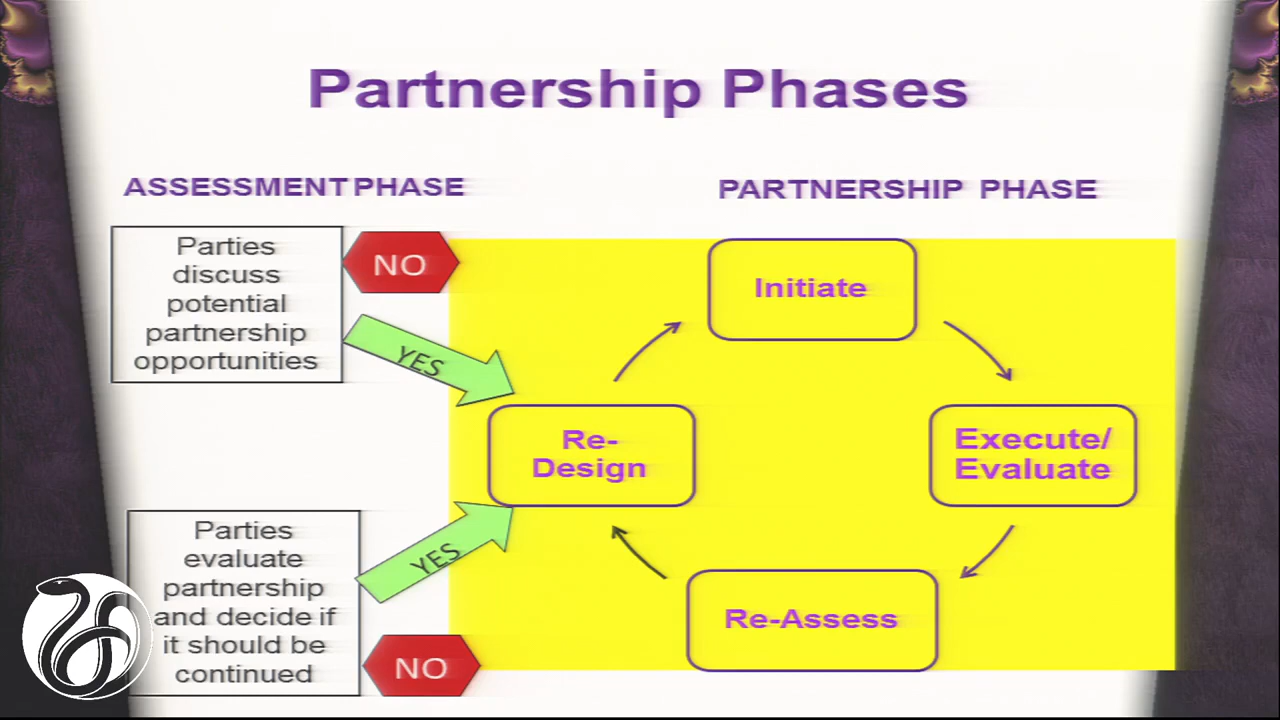 Partnership Phases
ASSESSMENT PHASE
PARTNERSHIP PHASE
Parties
discuss
potential
partnership
opportunities
NO
YES
Initiate
Re-
Design
Execute/
Evaluate
Re-Assess
Parties
evaluate
partnership
and decide if
it should be
continued
YES
NO